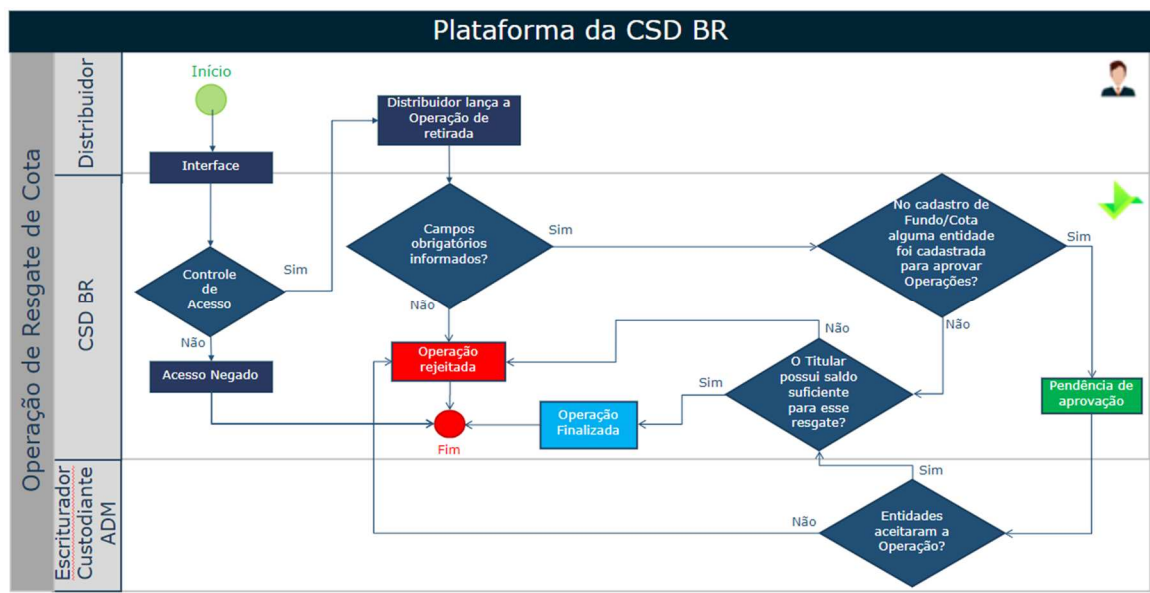 Plataforma da CSD BR
Operação de Resgate de Cota
Distribuidor
Início
Interface
Distribuidor lança a
Operação de
retirada
CSD BR
Controle
de
Acesso
Sim
Não
Acesso Negado
Campos
obrigatórios
informados?
Sim
Não
Operação
rejeitada
Fim
No cadastro de
Fundo/Cota
alguma entidade
foi cadastrada
para aprovar
Operações?
Sim
Não
Não
O Titular
possui saldo
suficiente
para esse
resgate?
Sim
Operação
Finalizada
Pendência de
aprovação
Escriturador
Custodiante
ADM
Sim
Entidades
aceitaram a
Operação?
Não